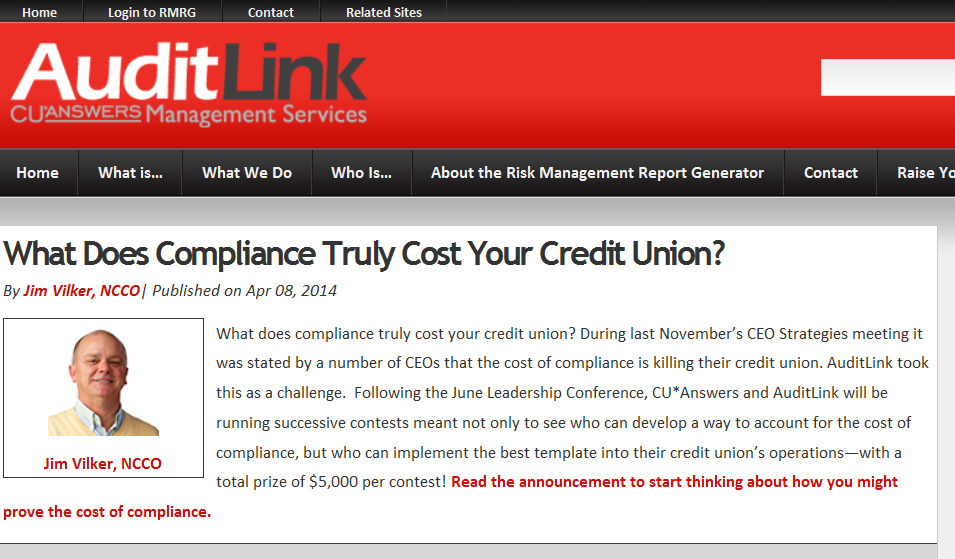 Home Login to RMRG Contact Related Sites
AuditLink
CU*ANSWERS Management Services
Home What is... What We Do Who Is... About the Risk Management Report Generator Contact Raise Yo
What Does Compliance Truly Cost Your Credit Union?
By Jim Vilker, NCCO| Published on Apr 08, 2014
What does compliance truly cost your credit union? During last November’s CEO Strategies meeting it
was stated by a number of CEOs that the cost of compliance is killing their credit union. AuditLink took
this as a challenge.  Following the June Leadership Conference, CU*Answers and AuditLink will be
running successive contests meant not only to see who can develop a way to account for the cost of
compliance, but who can implement the best template into their credit union’s operations—with a
total prize of $5,000 per contest! Read the announcement to start thinking about how you might
prove the cost of compliance.
Jim Vilker, NCCO